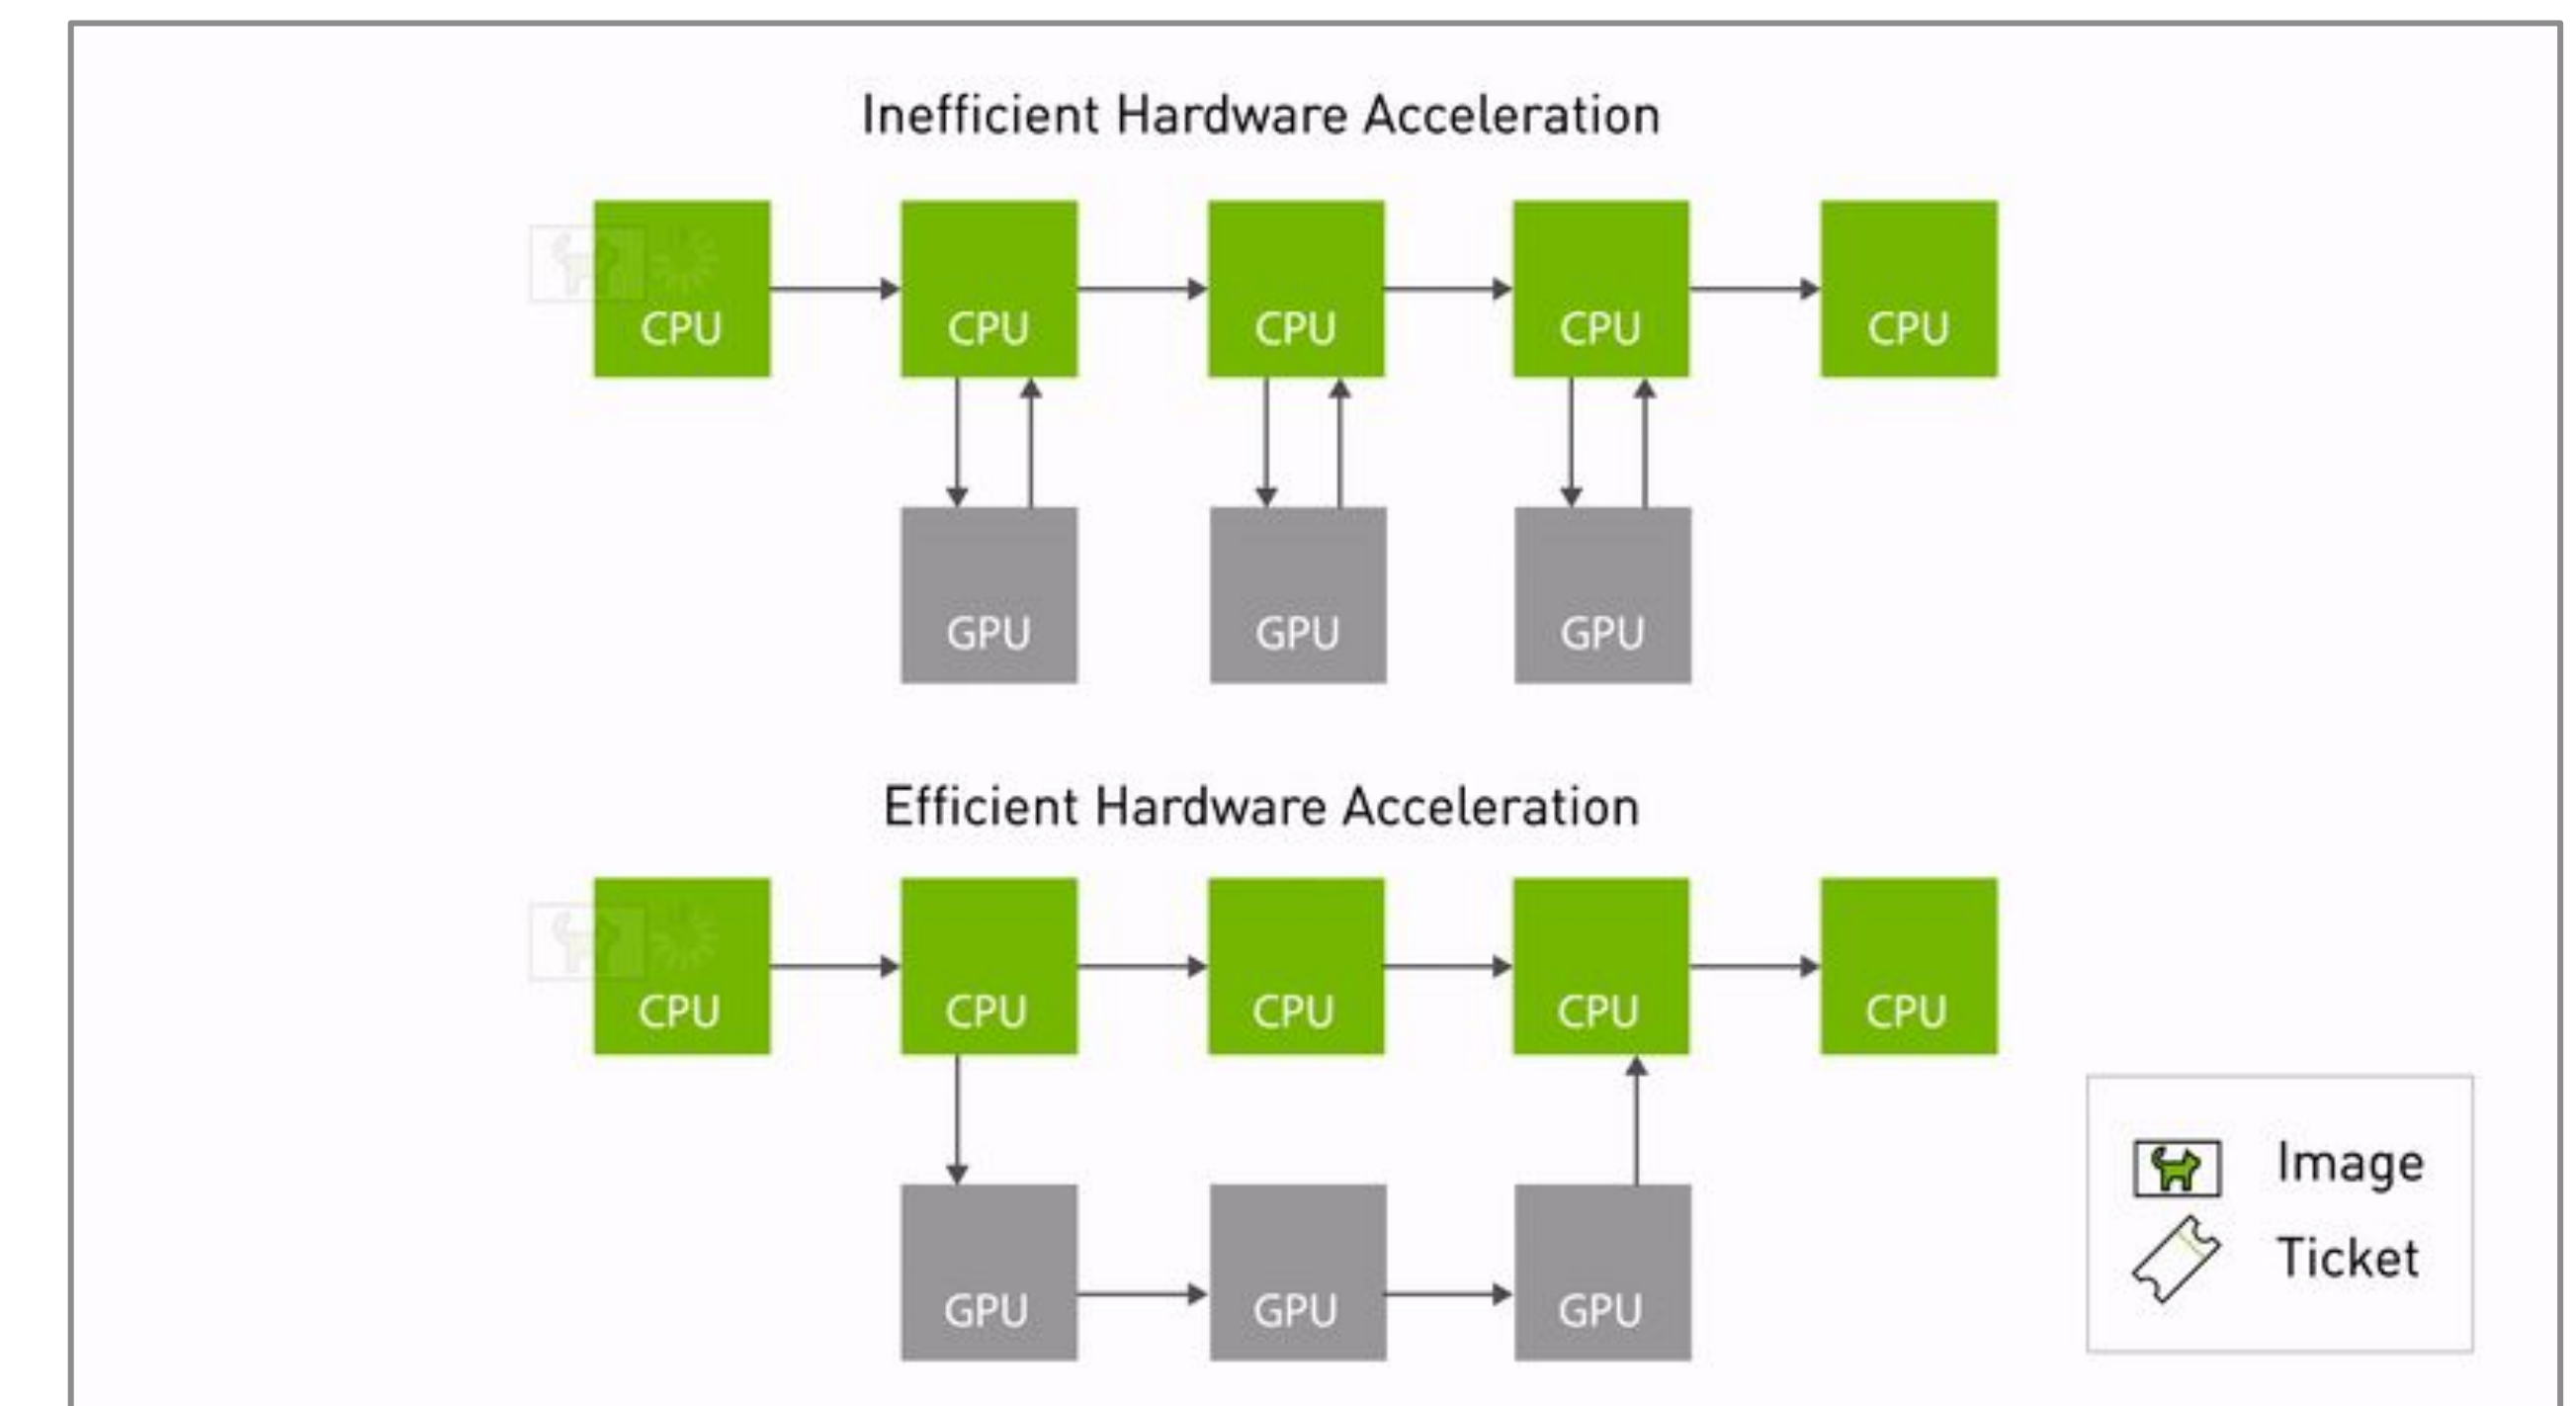 Inefficient Hardware Acceleration
CPU CPU CPU CPU CPU
GPU GPU GPU
Efficient Hardware Acceleration
CPU CPU CPU CPU CPU
GPU GPU GPU
Image
Ticket